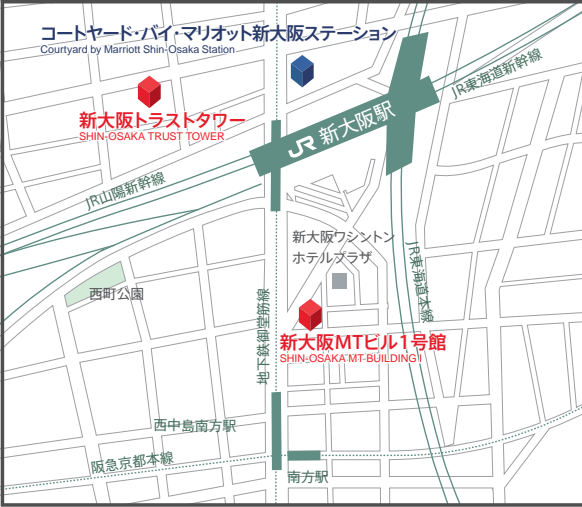 コートヤード・バイ・マリオット新大阪ステーション
Courtyard by Marriott Shin-Osaka Station
JR東海道新幹線
新大阪トラストタワー
SHIN-OSAKA TRUST TOWER
JR 新大阪駅
JR山陽新幹線
新大阪ワシントン
ホテルプラザ
JR東海道本線
西町公園
地下鉄御堂筋線
新大阪MTビル1号館
SHIN-OSAKA MT BUILDING I
西中島南方駅
阪急京都本線
南方駅